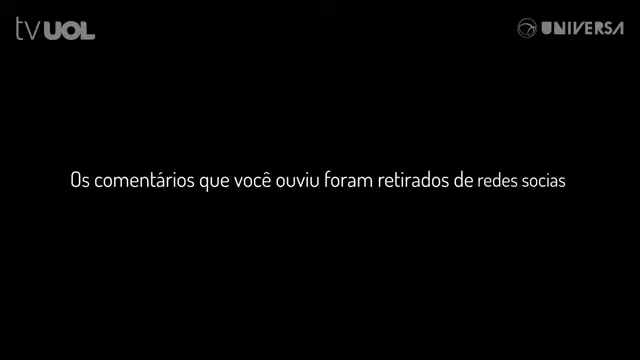 tvUOL
UNIVERSA
Os comentários que você ouviu foram retirados de redes socias